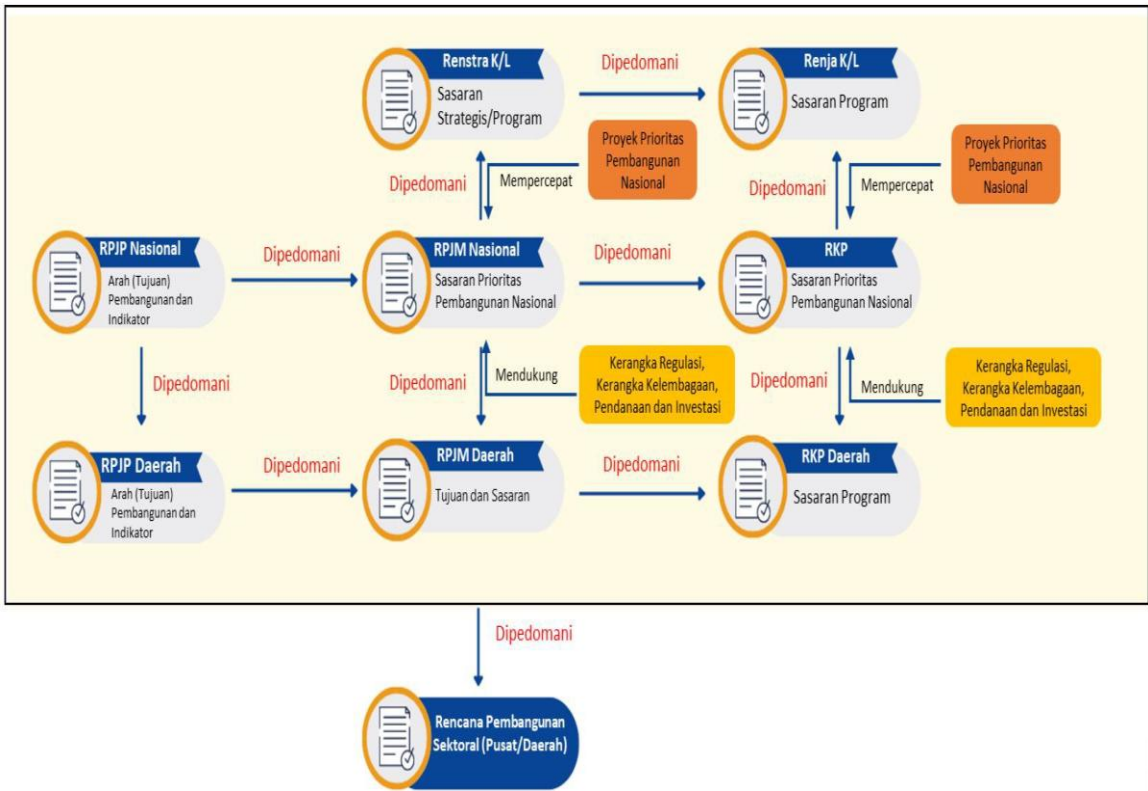 Renstra K/L
Sasaran
Strategis/Program
Dipedomani
Renja K/L
Sasaran Program
Proyek Prioritas
Pembangunan
Nasional
Proyek Prioritas
Pembangunan
Nasional
Dipedomani
Mempercepat
Dipedomani
Mempercepat
RPJP Nasional
Arah (Tujuan)
Pembangunan dan
Indikator
Dipedomani
RPJM Nasional
Sasaran Prioritas
Pembangunan Nasional
Dipedomani
RKP
Sasaran Prioritas
Pembangunan Nasional
Dipedomani
Dipedomani
Mendukung
Kerangka Regulasi,
Kerangka Kelembagaan,
Pendanaan dan Investasi
Dipedomani
Mendukung
Kerangka Regulasi,
Kerangka Kelembagaan,
Pendanaan dan Investasi
RPJP Daerah
Arah (Tujuan)
Pembangunan dan
Indikator
Dipedomani
RPJM Daerah
Tujuan dan Sasaran
Dipedomani
RKP Daerah
Sasaran Program
Dipedomani
Rencana Pembangunan
Sektoral (Pusat/Daerah)